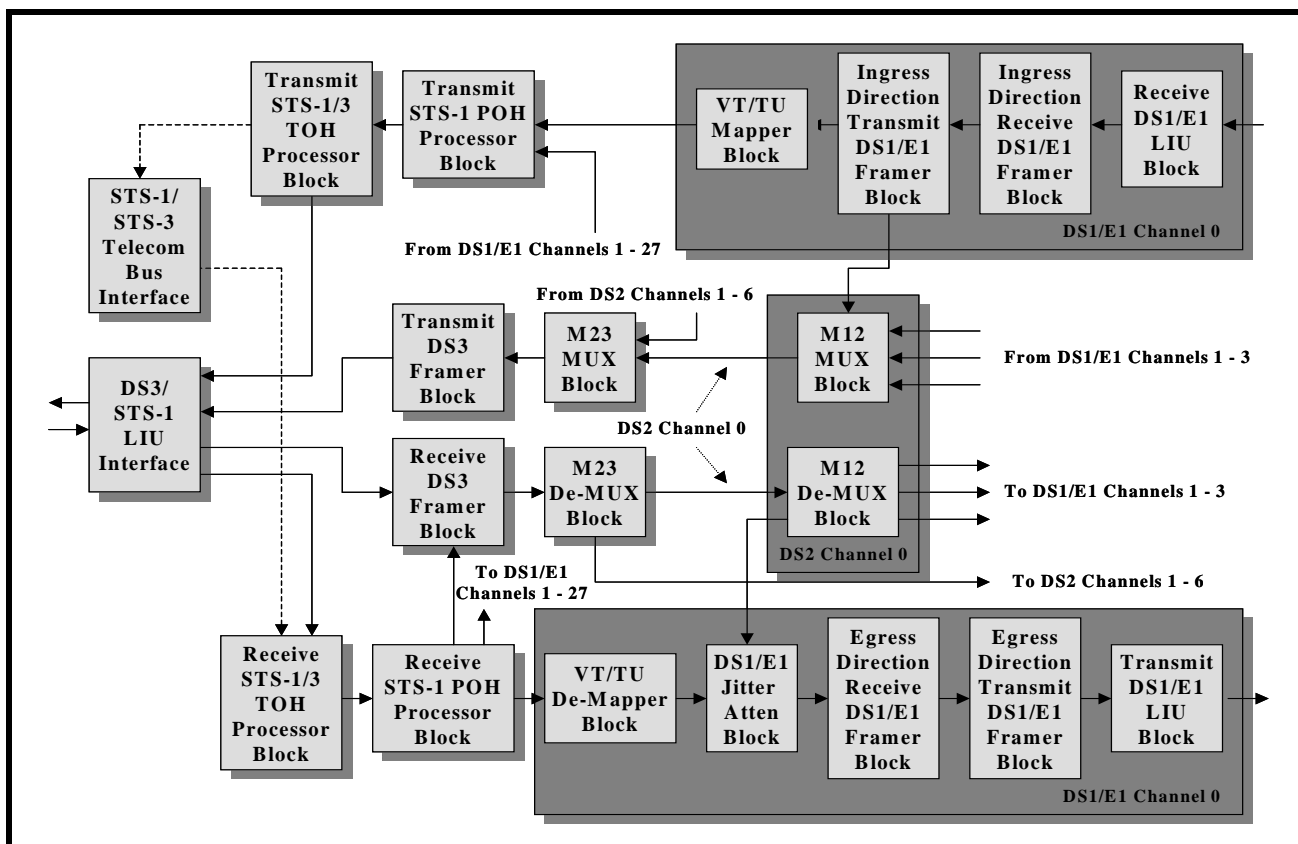 Transmit
STS-1/3
TOH
Processor
Block
Transmit
STS-1 POH
Processor
Block
VT/TU
Mapper
Block
Ingress
Direction
Transmit
DS1/E1
Framer
Block
Ingress
Direction
Receive
DS1/E1
Framer
Block
Receive
DS1/E1
LIU
Block
DS1/E1 Channel 0
STS-1/
STS-3
Telecom
Bus
Interface
From DS1/E1 Channels 1 - 27
From DS2 Channels 1 - 6
Transmit
DS3
Framer
Block
M23
MUX
Block
M12
MUX
Block
From DS1/E1 Channels 1 - 3
DS3/
STS-1
LIU
Interface
DS2 Channel 0
Receive
DS3
Framer
Block
M23
De-MUX
Block
M12
De-MUX
Block
To DS1/E1 Channels 1 - 3
DS2 Channel 0
To DS1/E1
Channels 1 - 27
To DS2 Channels 1 - 6
Receive
STS-1/3
TOH
Processor
Block
Receive
STS-1 POH
Processor
Block
VT/TU
De-Mapper
Block
DS1/E1
Jitter
Atten
Block
Egress
Direction
Receive
DS1/E1
Framer
Block
Egress
Direction
Transmit
DS1/E1
Framer
Block
Transmit
DS1/E1
LIU
Block
DS1/E1 Channel 0